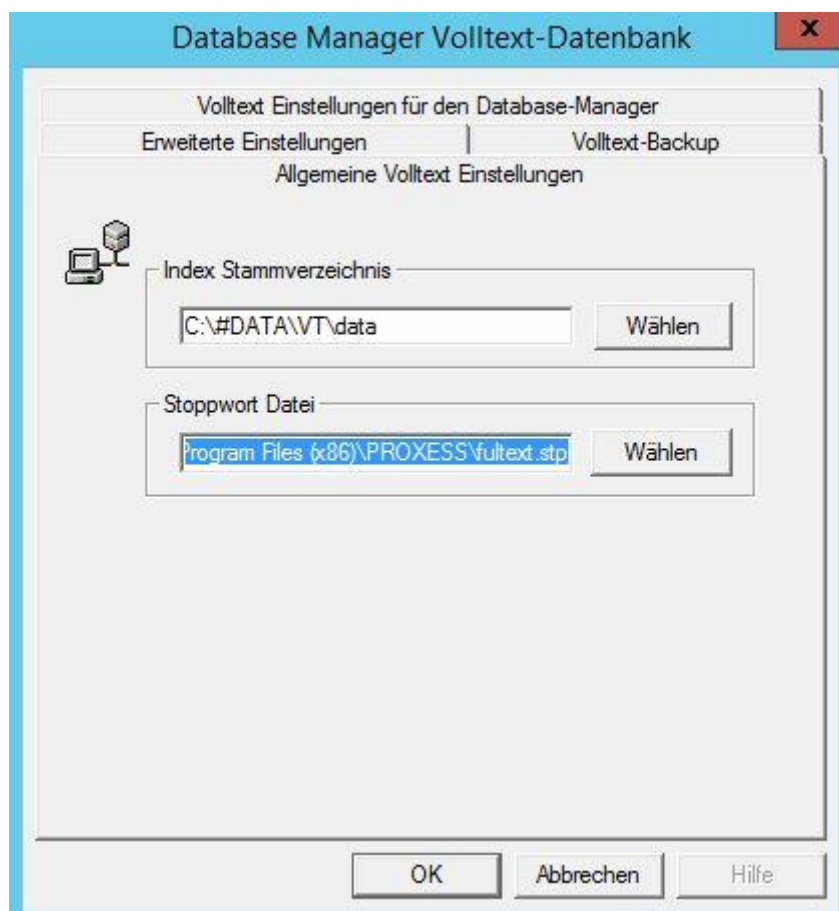 Database Manager Volltext-Datenbank
x
Volltext Einstellungen für den Database-Manager
Erweiterte Einstellungen
Volltext-Backup
Allgemeine Volltext Einstellungen
Index Stammverzeichnis
C:\#DATA\VT\data
Wählen
Stoppwort Datei
Program Files (x86)\PROXESS\fultext.stp
Wählen
OK
Abbrechen
Hilfe